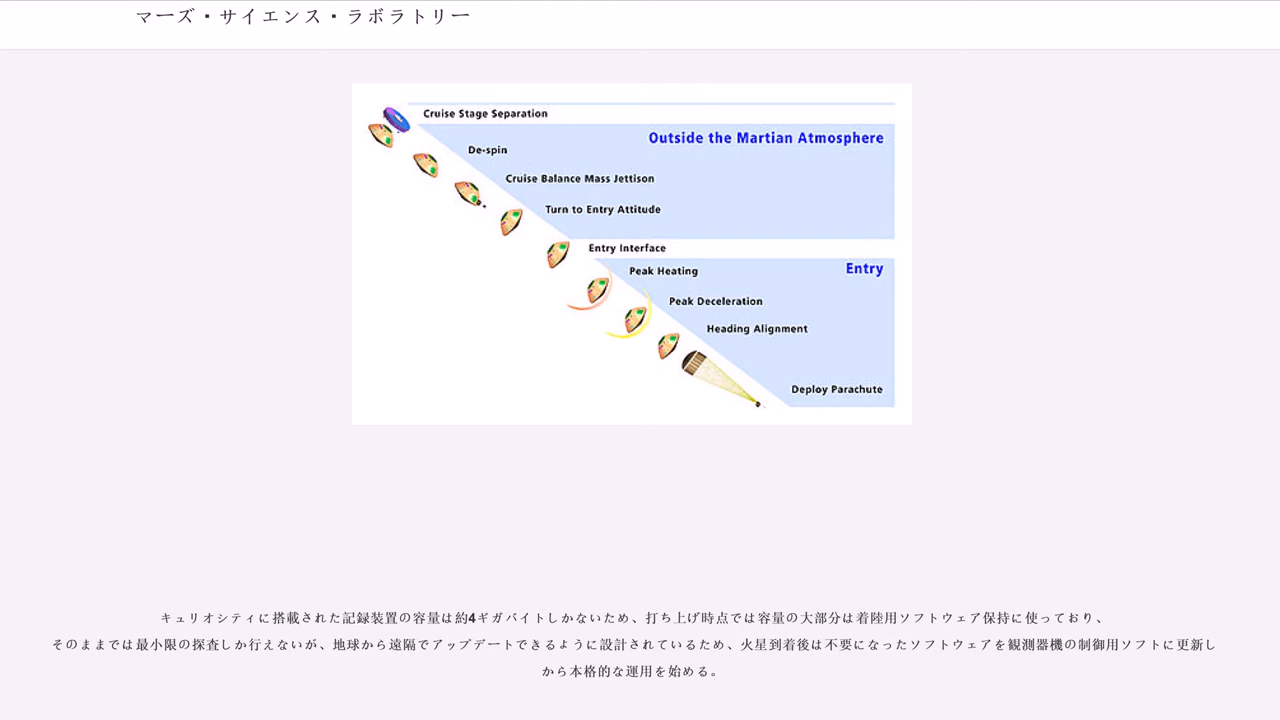 マーズ・サイエンス・ラボラトリー
Cruise Stage Separation
Outside the Martian Atmosphere
De-spin
Cruise Balance Mass Jettison
Turn to Entry Attitude
Entry Interface
Entry
Peak Heating
Peak Deceleration
Heading Alignment
Deploy Parachute
キュリオシティに搭載された記録装置の容量は約4ギガバイトしかないため、打ち上げ時点では容量の大部分は着陸用ソフトウェア保持に使っており、
そのままでは最小限の探査しか行えないが、地球から遠隔でアップデートできるように設計されているため、火星到着後は不要になったソフトウェアを観測器機の制御用ソフトに更新し
から本格的な運用を始める。